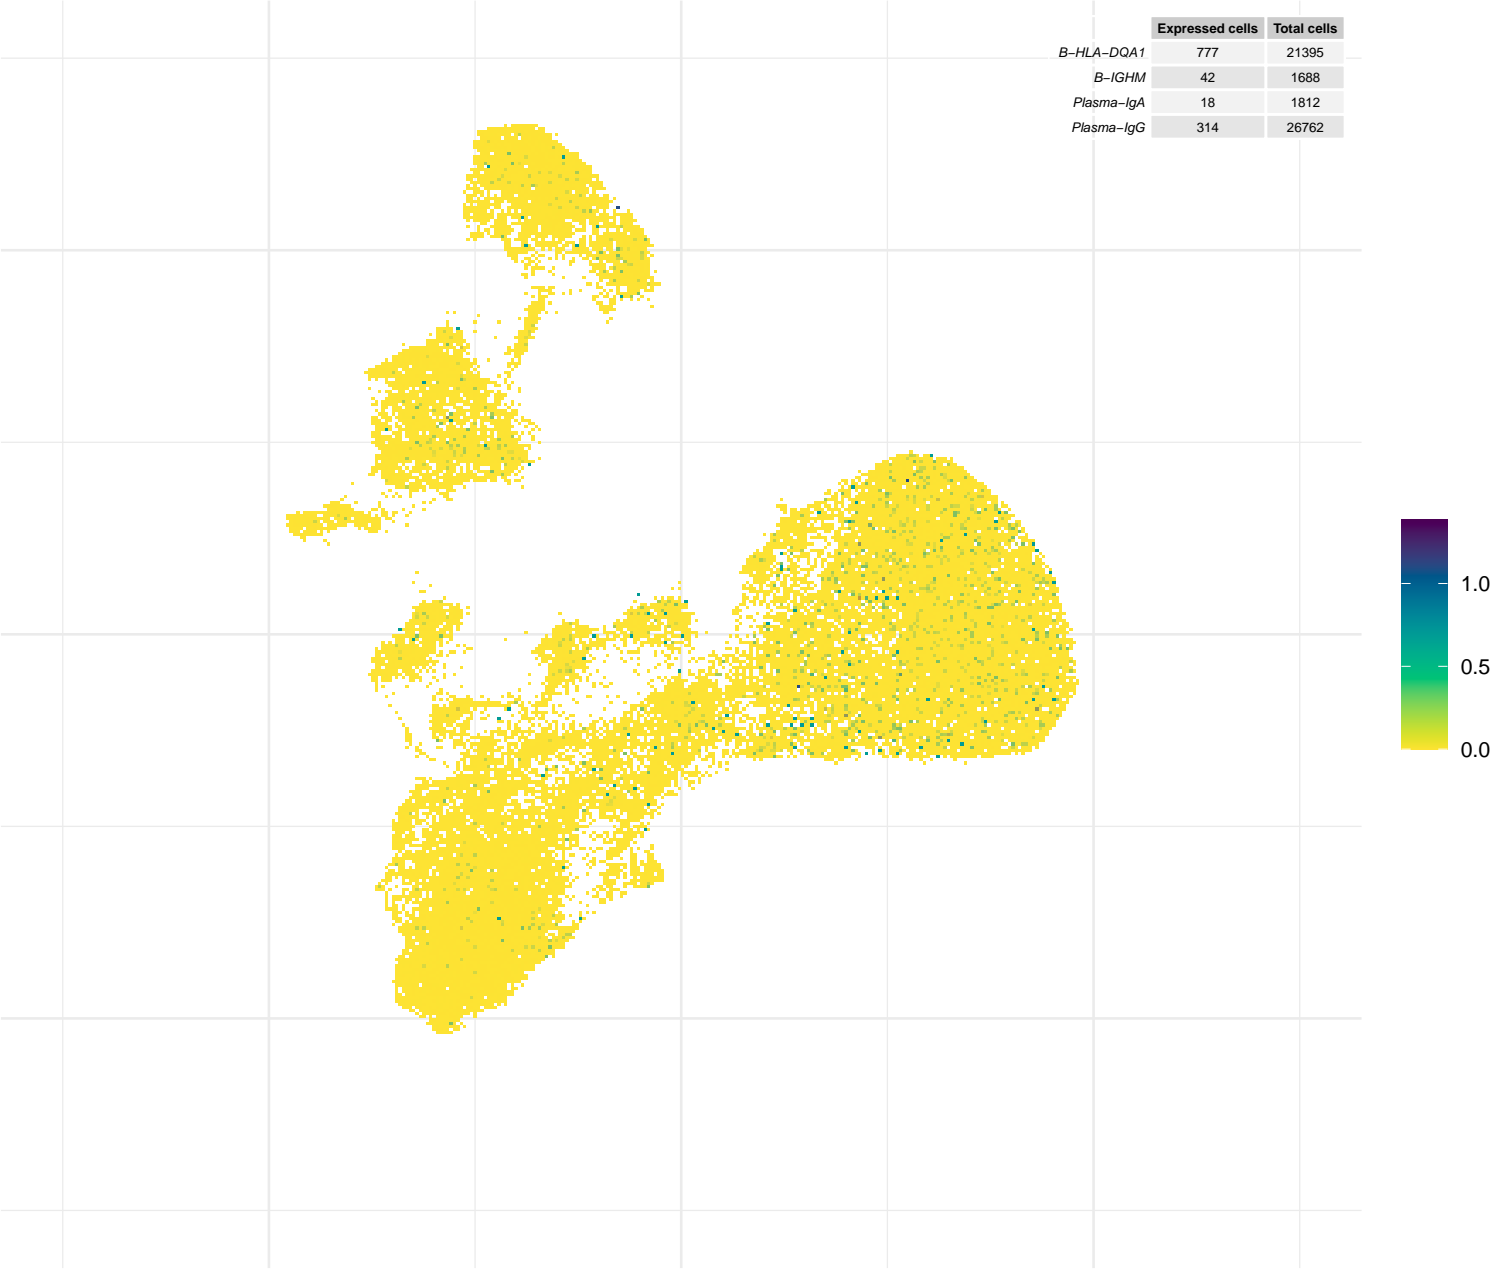 Expressed cells Total cells
B−HLA−DQA1 777 21395
B−IGHM 42 1688
Plasma−IgA 18 1812
Plasma−IgG 314 26762
1.0
0.5
0.0